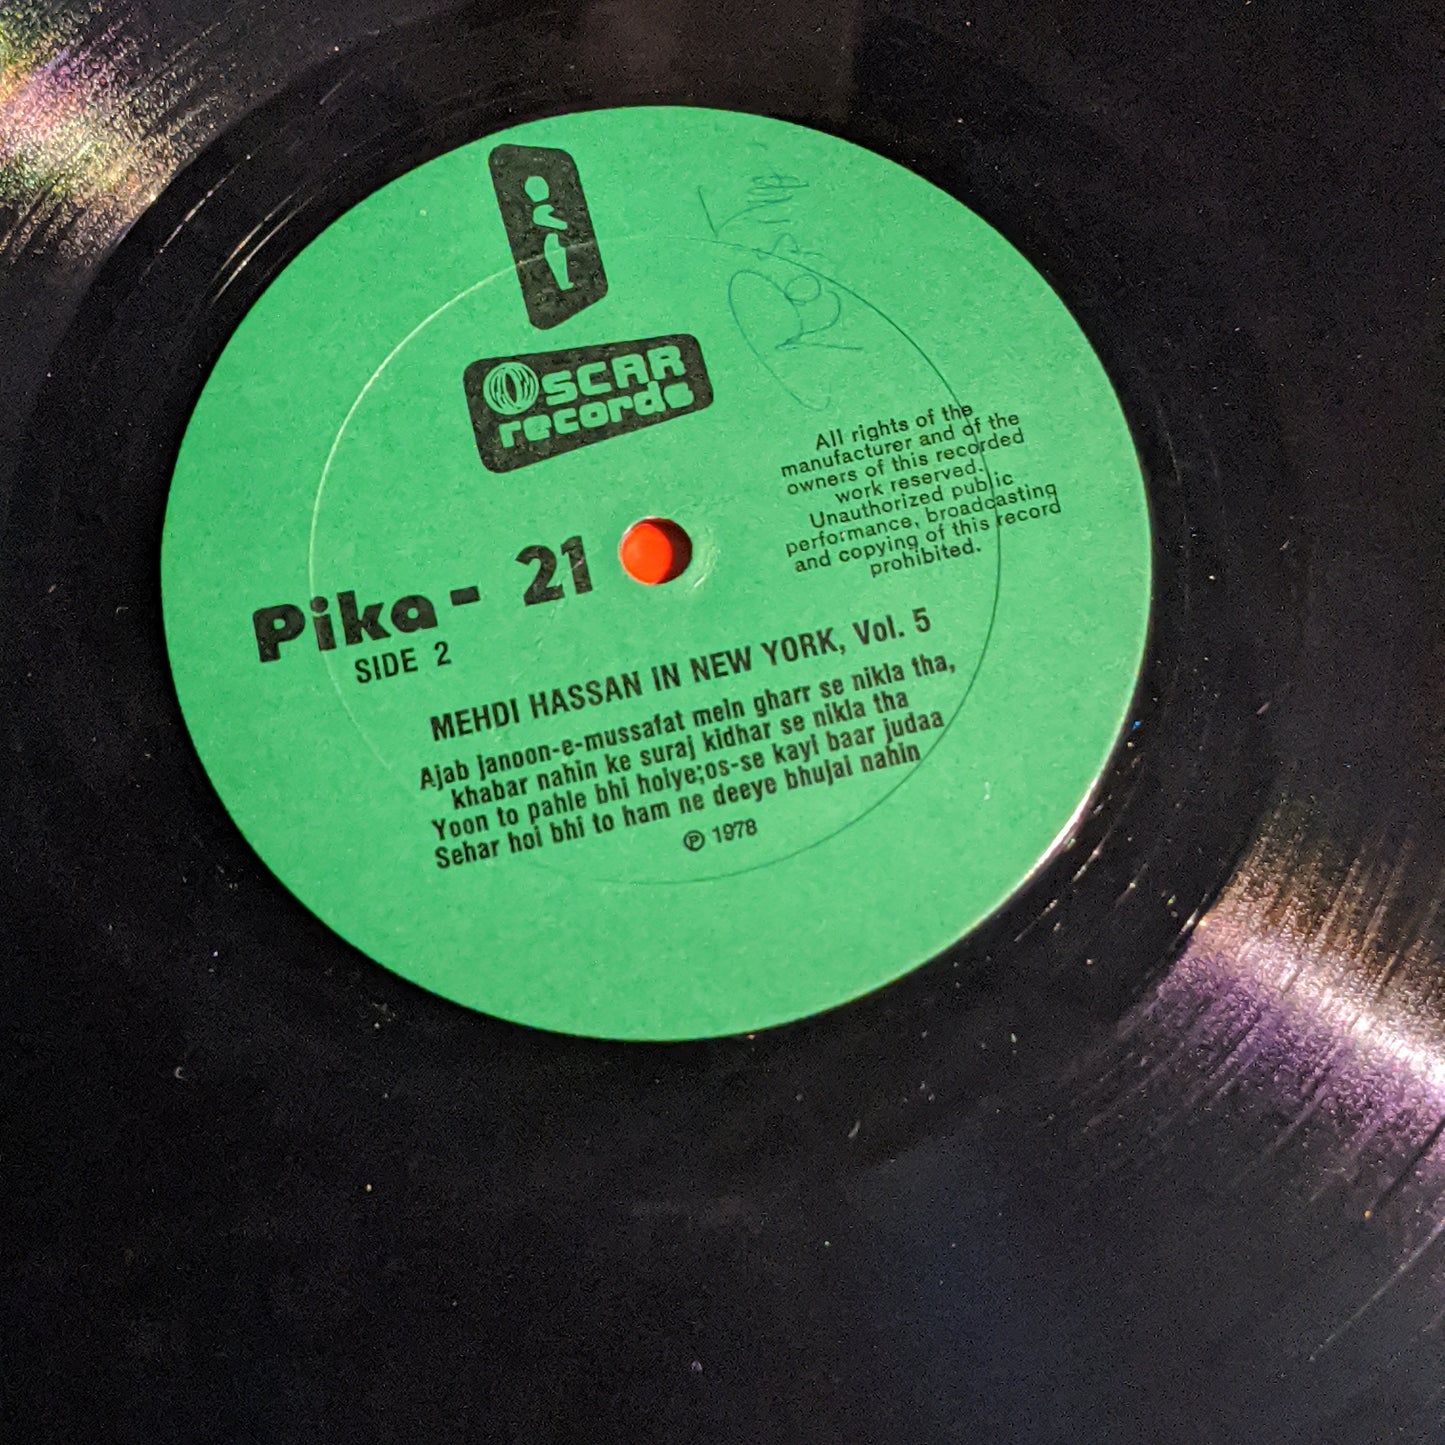 OSCAR
records
All rights of the
manufacturer and of the
owners of this recorded
work reserved.
Unauthorized public
performance, broadcasting
and copying of this record
prohibited.
Pika - 21
SIDE 2
MEHDI HASSAN IN NEW YORK, Vol. 5
Ajab janoon-e-mussafat mein gharr se nikla tha,
khabar nahin ke suraj kidhar se nikla tha
Yoon to pahle bhi hoiye;os-se kayi baar judaa
Sehar hoi bhi to ham ne deeye bhujai nahin
℗ 1978